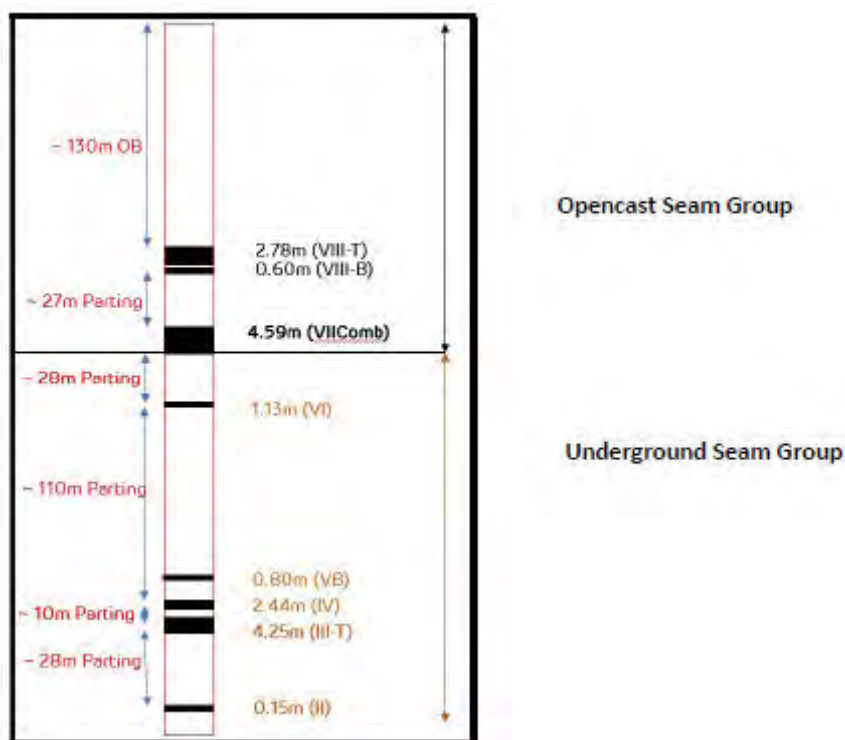 ~ 130m OB
Opencast Seam Group
2.78m (VIII-T)
0.60m (VIII-B)
~ 27m Parting
4.59m (VIIComb)
~ 28m Parting
1.13m (VI)
Underground Seam Group
~ 110m Parting
0.80m (VB)
~ 10m Parting
2.44m (IV)
4.25m (III-T)
~ 28m Parting
0.15m (II)